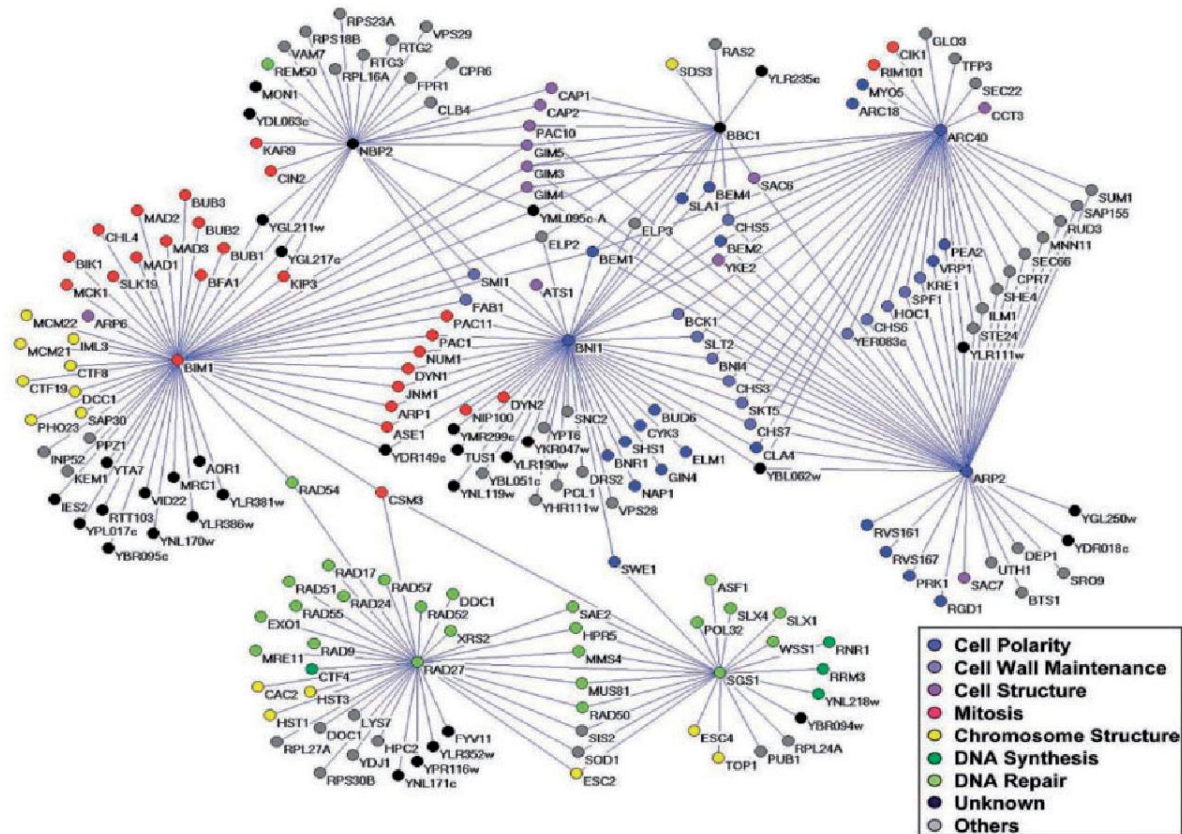 RPS23A
RPS18B
VPS29
VAM7
RTG2
RTG3
REM50
RPL16A
CPR6
FPR1
MON1
CLB4
YDL063c
KAR9
NBP2
CIN2
CAP1
CAP2
PAC10
GIM5
GIM3
GIM4
YML095c-A
RAS2
SDS3
YLR235c
BBC1
GLO3
CIK1
TFP3
RIM101
SEC22
MYO5
ARC18
CCT3
ARC40
SAC6
BEM4
SLA1
CHS5
BEM2
YKE2
ELP3
ELP2
BEM1
SUM1
SAP155
RUD3
MNN11
SEC66
CPR7
SHE4
ILM1
STE24
YLR111w
PEA2
VRP1
KRE1
SPF1
HOC1
CHS6
YER083c
BUB3
MAD2
BUB2
CHL4
MAD3
BUB1
BIK1
MAD1
MCK1
SLK19
BFA1
YGL211w
YGL217c
KIP3
SMI1
FAB1
ATS1
MCM22
ARP6
IML3
MCM21
CTF8
CTF19
DCC1
PHO23
SAP30
BIM1
PAC11
PAC1
NUM1
DYN1
JNM1
ARP1
ASE1
YDR149c
BNI1
BCK1
SLT2
BNI4
CHS3
SKT5
CHS7
CLA4
YBL062w
INP52
PPZ1
KEM1
YTA7
AOR1
MRC1
VID22
YLR381w
IES2
RTT103
YLR386w
YPL017c
YNL170w
YBR095c
RAD54
CSM3
NIP100
DYN2
SNC2
YMR299c
YPT6
YKR047w
TUS1
YLR190w
YBL051c
DRS2
YNL119w
PCL1
YHR111w
VPS28
BUD6
CYK3
SHS1
ELM1
BNR1
GIN4
NAP1
SWE1
ARP2
RVS161
RVS167
PRK1
RGD1
SAC7
UTH1
BTS1
DEP1
SRO9
YDR018c
YGL250w
RAD17
RAD57
RAD51
RAD24
DDC1
RAD55
RAD52
EXO1
XRS2
RAD9
MRE11
CTF4
RAD27
CAC2
HST3
HST1
LYS7
DOC1
FYV11
RPL27A
HPC2
YLR352w
YDJ1
YPR116w
RPS30B
YNL171c
SAE2
HPR5
MMS4
MUS81
RAD50
SIS2
SOD1
ESC2
ASF1
SLX4
SLX1
POL32
WSS1
RNR1
RRM3
SGS1
YNL218w
YBR094w
ESC4
RPL24A
TOP1
PUB1
Cell Polarity
Cell Wall Maintenance
Cell Structure
Mitosis
Chromosome Structure
DNA Synthesis
DNA Repair
Unknown
Others